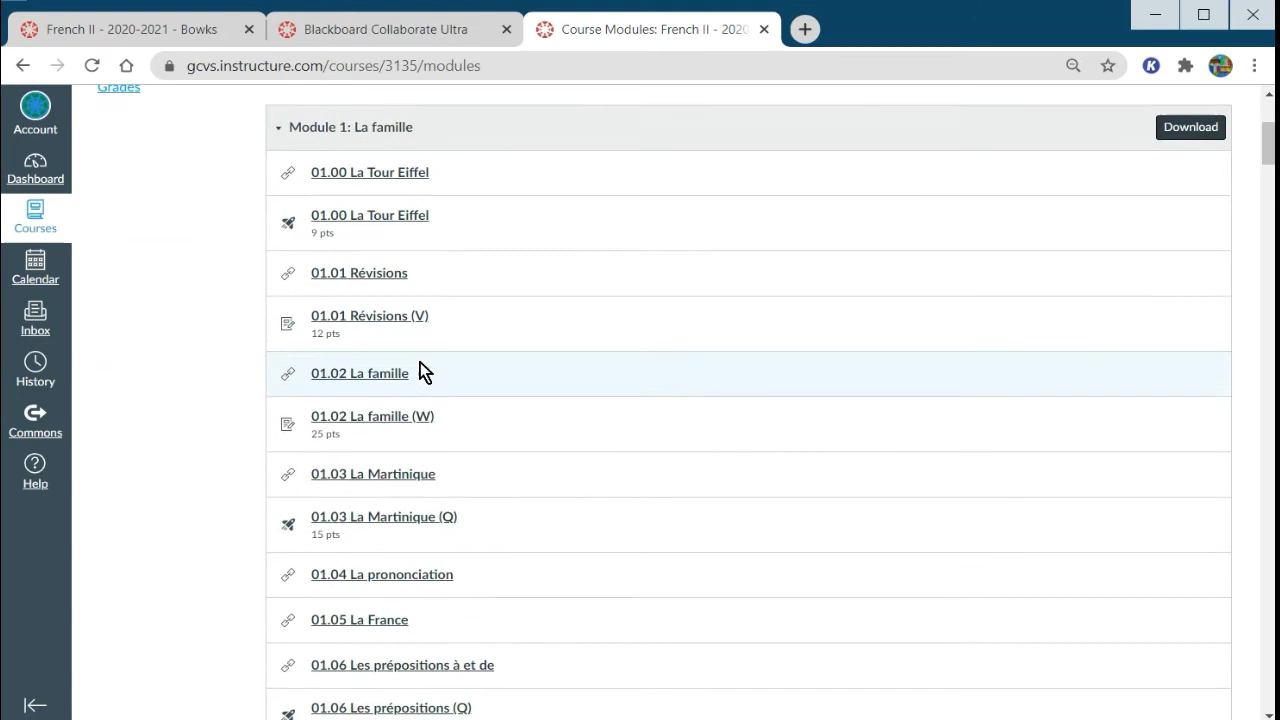 French II - 2020-2021 - Bowks
Blackboard Collaborate Ultra
Course Modules: French II - 2020
gcvs.instructure.com/courses/3135/modules
K
Grades
Account
Dashboard
Courses
Calendar
Inbox
History
Commons
Help
Module 1: La famille
Download
01.00 La Tour Eiffel
01.00 La Tour Eiffel
9 pts
01.01 Révisions
01.01 Révisions (V)
12 pts
01.02 La famille
01.02 La famille (W)
25 pts
01.03 La Martinique
01.03 La Martinique (Q)
15 pts
01.04 La prononciation
01.05 La France
01.06 Les prépositions à et de
01.06 Les prépositions (Q)